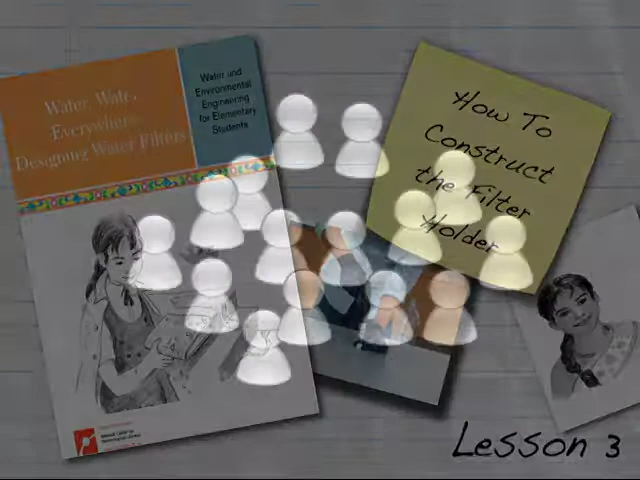 Water, Water,
Everywhere
Designing Water Filters
Water and
Environmental
Engineering
for Elementary
Students
How To
Construct
the Filter
Holder
Lesson 3